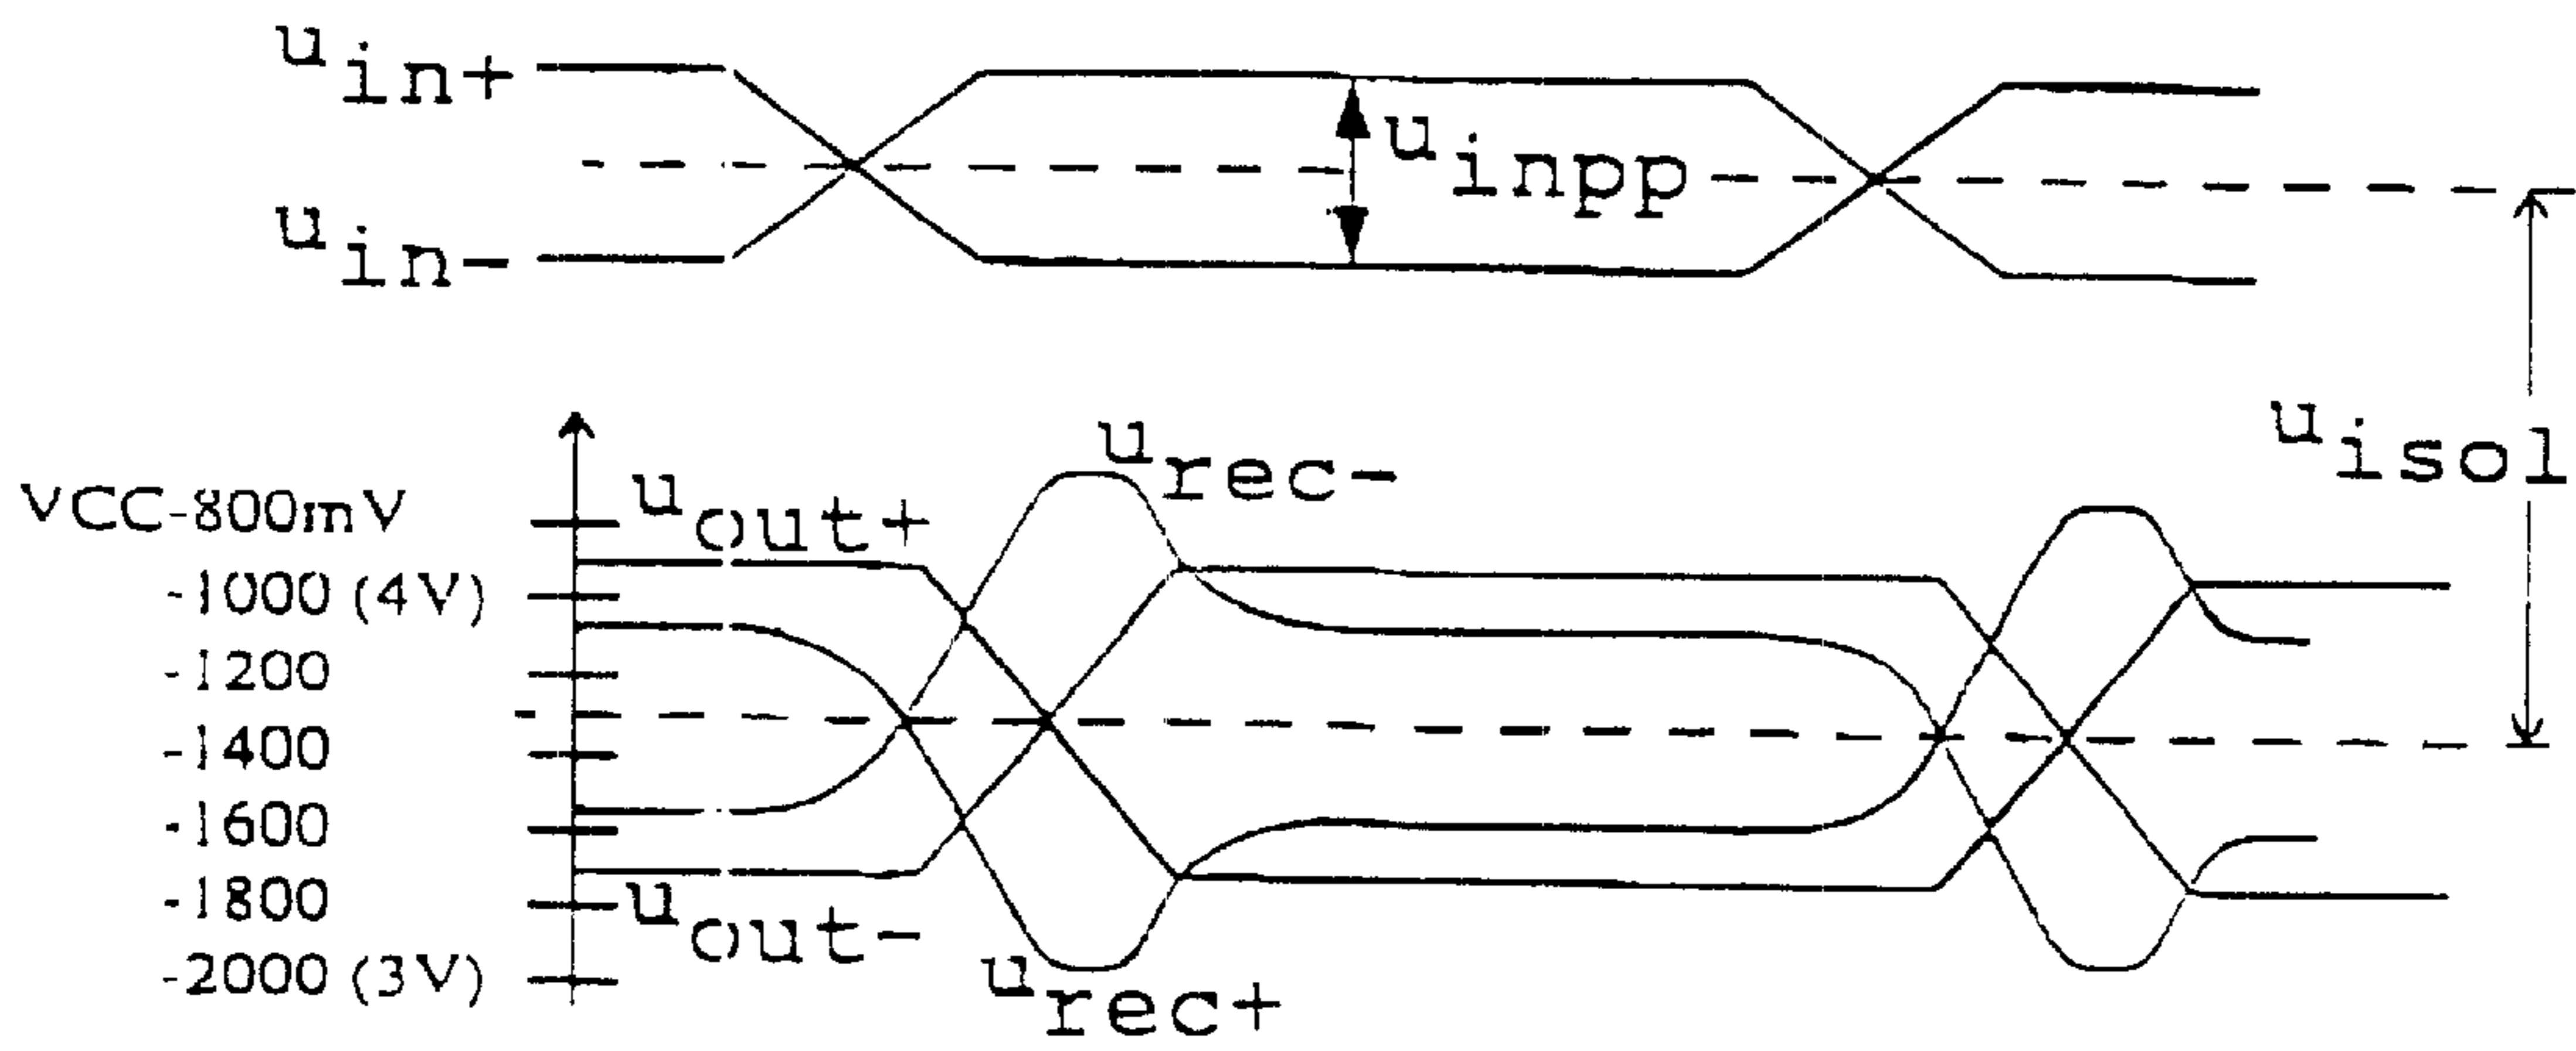 uin+
uinpp
uin-
uisol
urec-
uout+
VCC-800mV
-1000 (4V)
-1200
-1400
-1600
-1800
-2000 (3V)
uout-
urec+